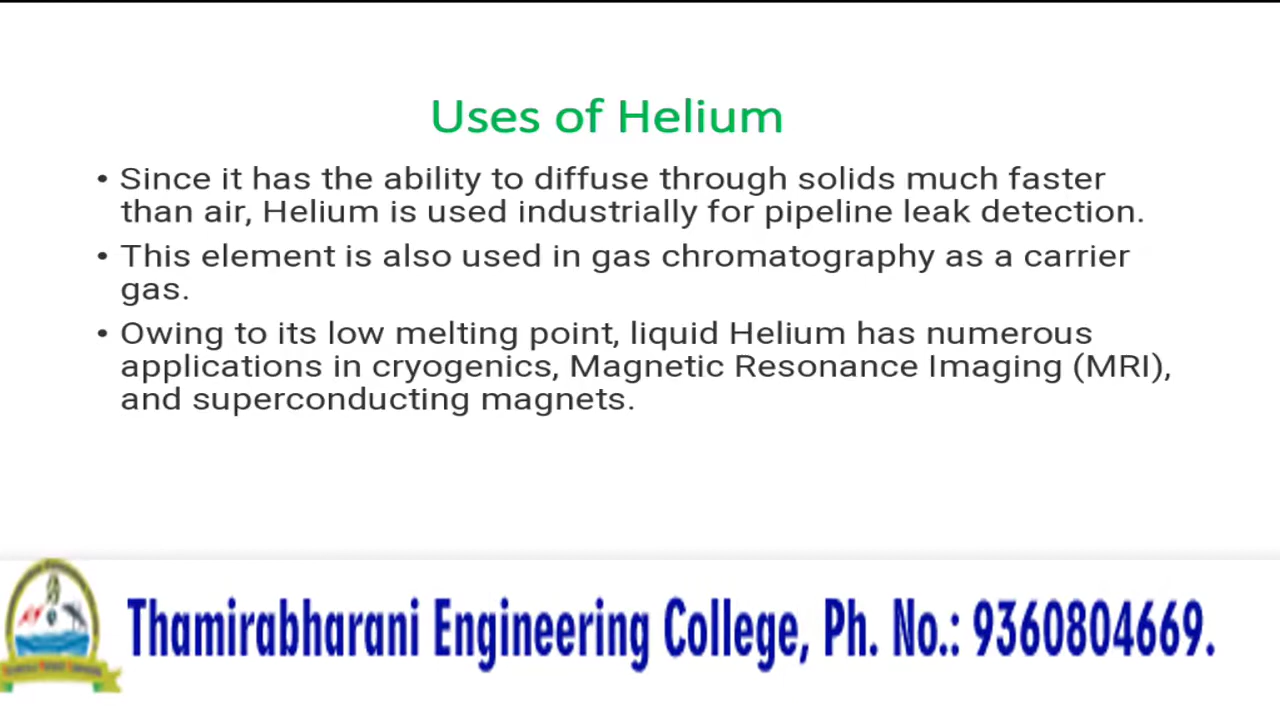 Uses of Helium
• Since it has the ability to diffuse through solids much faster
than air, Helium is used industrially for pipeline leak detection.
• This element is also used in gas chromatography as a carrier
gas.
• Owing to its low melting point, liquid Helium has numerous
applications in cryogenics, Magnetic Resonance Imaging (MRI),
and superconducting magnets.
Thamirabharani Engineering College, Ph. No.: 9360804669.